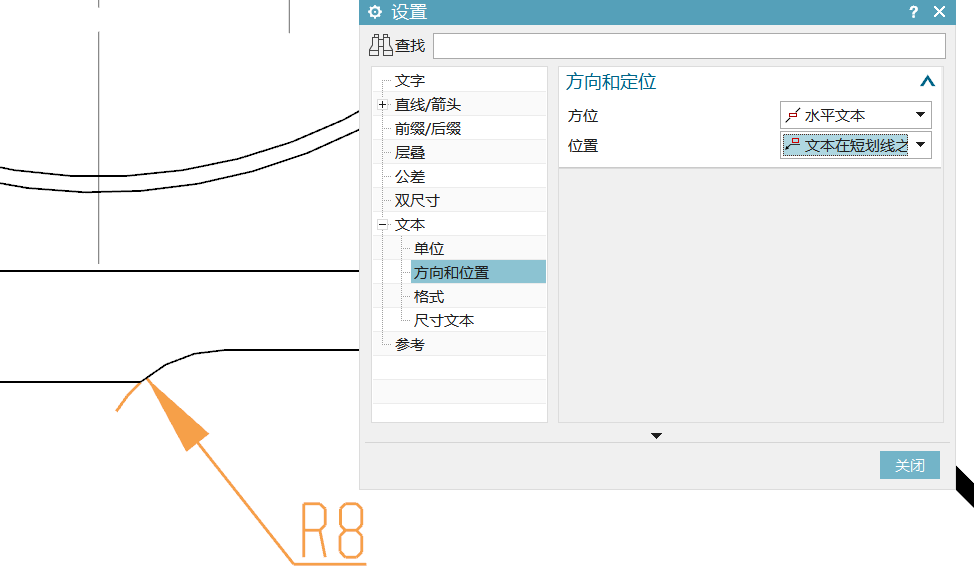 设置
?
查找
文字
直线/箭头
前缀/后缀
层叠
公差
双尺寸
文本
单位
方向和位置
格式
尺寸文本
参考
方向和定位
方位
水平文本
位置
文本在短划线之
关闭
R8